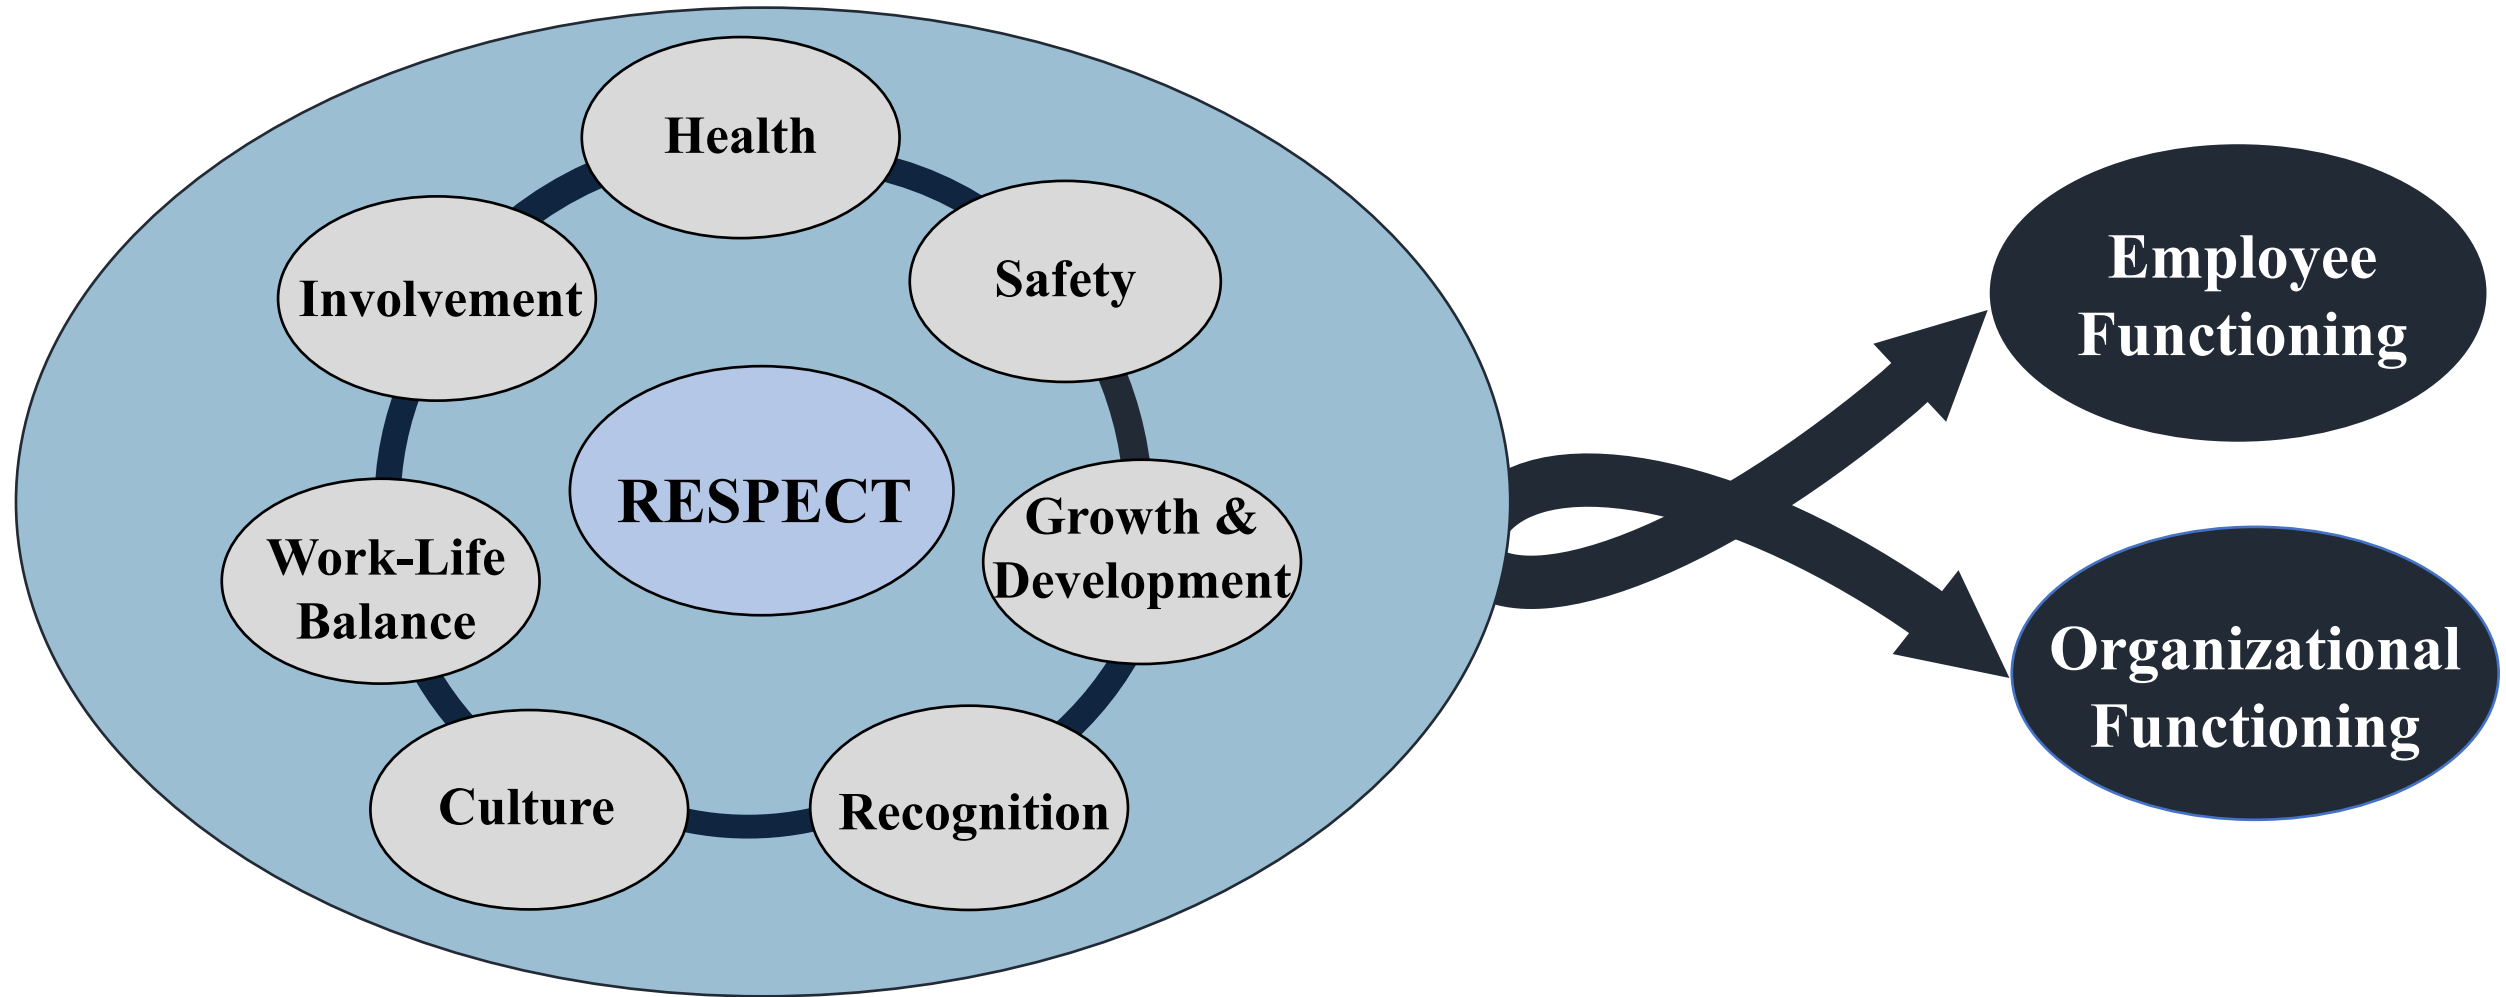 Health
Safety
Involvement
RESPECT
Growth &
Development
Work-Life
Balance
Culture
Recognition
Employee
Functioning
Organizational
Functioning